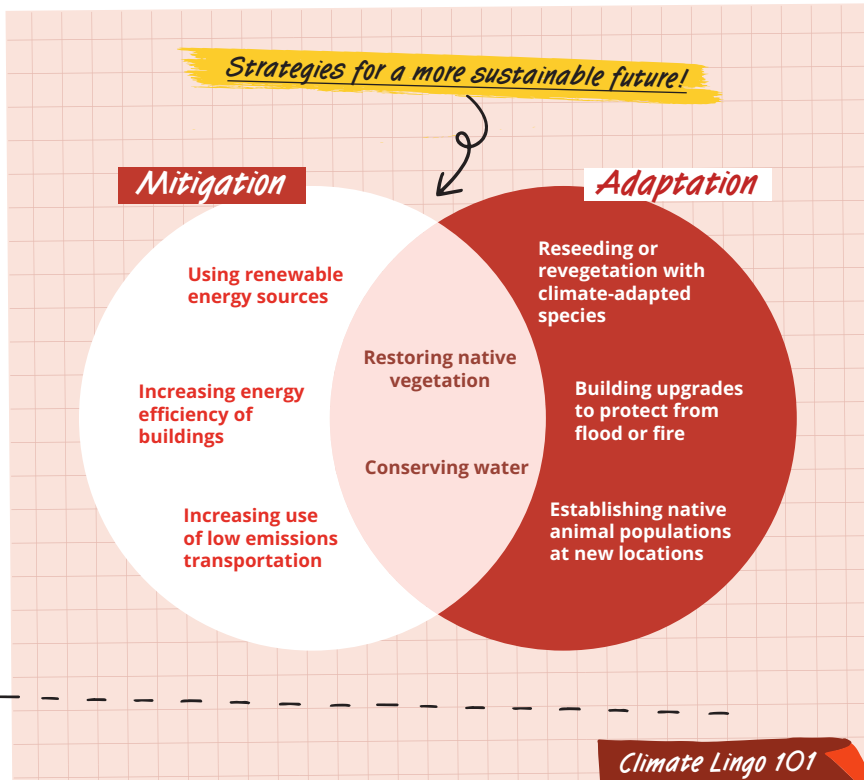 Strategies for a more sustainable future!
Mitigation
Using renewable
energy sources
Increasing energy
efficiency of
buildings
Increasing use
of low emissions
transportation
Restoring native
vegetation
Conserving water
Adaptation
Reseeding or
revegetation with
climate-adapted
species
Building upgrades
to protect from
flood or fire
Establishing native
animal populations
at new locations
Climate Lingo 101